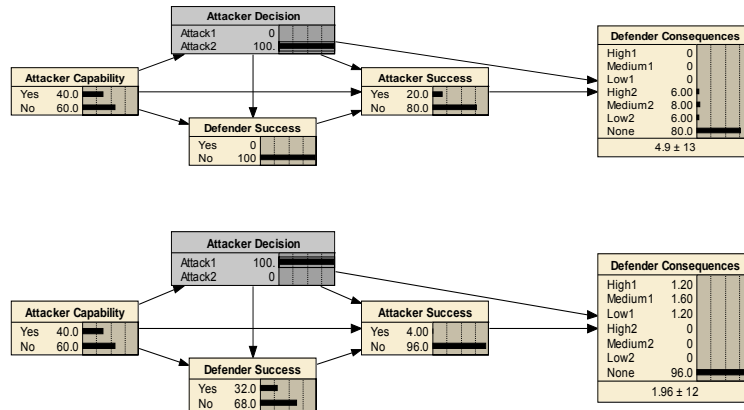 Attacker Decision
Attack1 0
Attack2 100.
Attacker Capability
Yes 40.0
No 60.0
Defender Success
Yes 0
No 100
Attacker Success
Yes 20.0
No 80.0
Defender Consequences
High1 0
Medium1 0
Low1 0
High2 6.00
Medium2 8.00
Low2 6.00
None 80.0
4.9 ± 13
Attacker Decision
Attack1 100.
Attack2 0
Attacker Capability
Yes 40.0
No 60.0
Defender Success
Yes 32.0
No 68.0
Attacker Success
Yes 4.00
No 96.0
Defender Consequences
High1 1.20
Medium1 1.60
Low1 1.20
High2 0
Medium2 0
Low2 0
None 96.0
1.96 ± 12